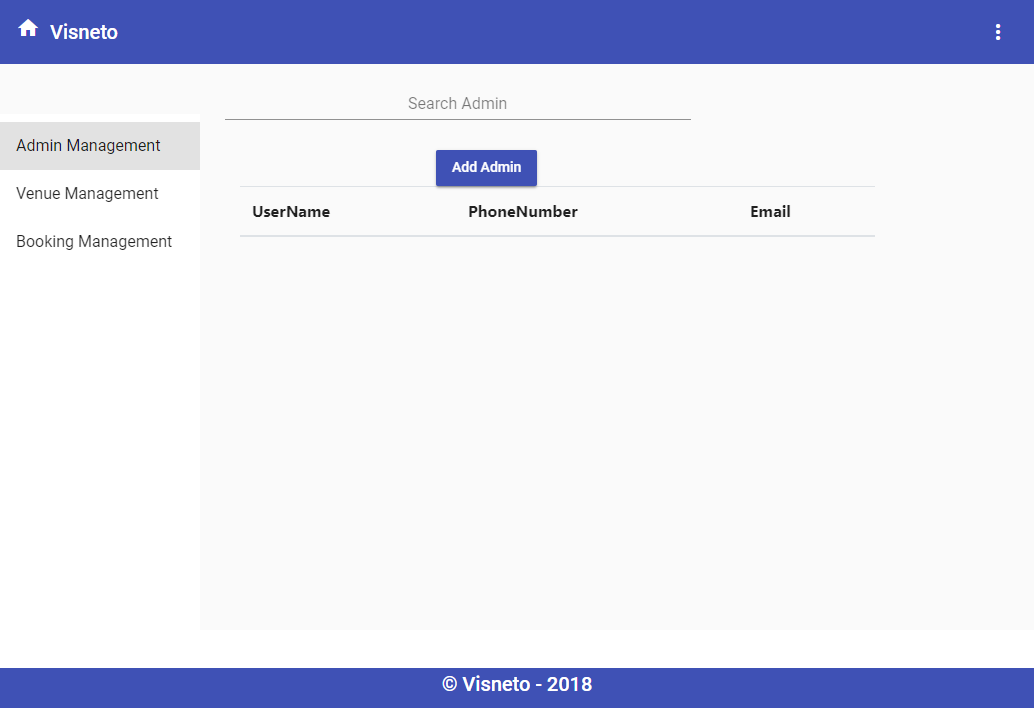 Visneto
Search Admin
Admin Management
Venue Management
Booking Management
Add Admin
UserName PhoneNumber Email
© Visneto - 2018